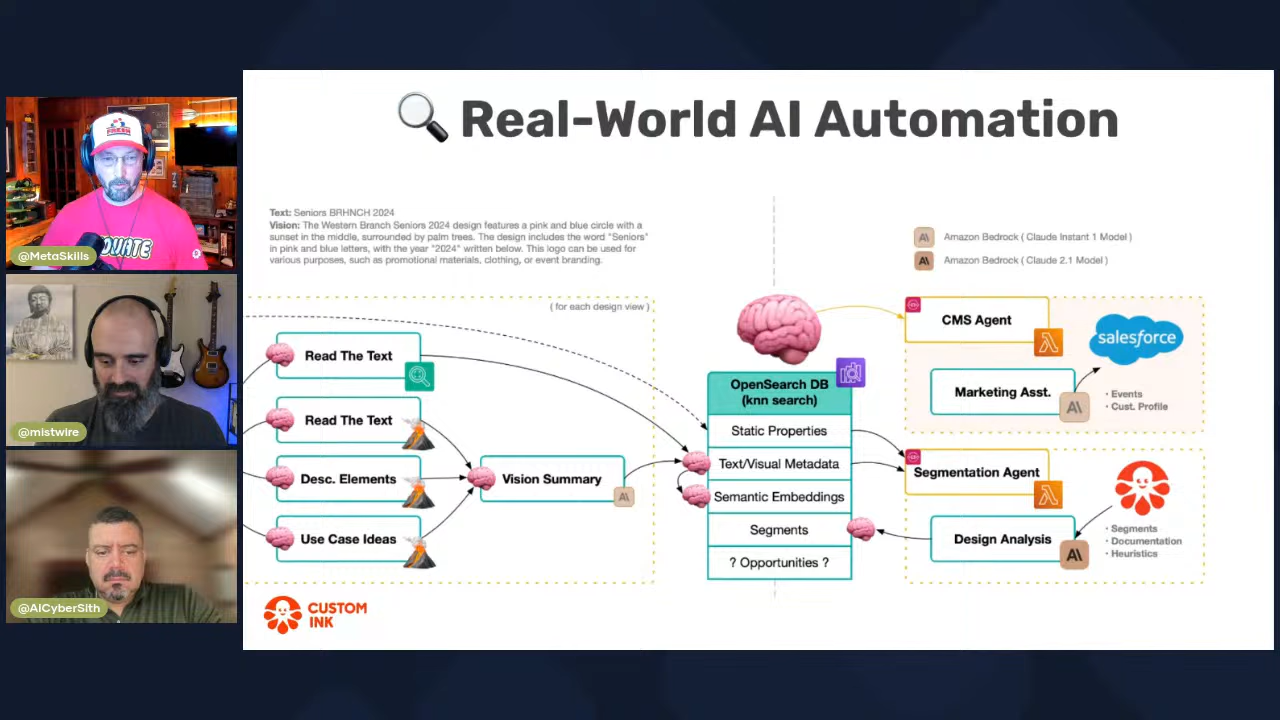 Real-World AI Automation
@MetaSkills
@mistwire
@AICyberSith
Text: Seniors BRHNCH 2024
Vision: The Western Branch Seniors 2024 design features a pink and blue circle with a
sunset in the middle, surrounded by palm trees. The design includes the word "Seniors"
in pink and blue letters, with the year "2024" written below. This logo can be used for
various purposes, such as promotional materials, clothing, or event branding.
( for each design view )
Read The Text
Read The Text
Desc. Elements
Use Case Ideas
Vision Summary
AI
OpenSearch DB
(knn search)
Static Properties
Text/Visual Metadata
Semantic Embeddings
Segments
? Opportunities ?
AI Amazon Bedrock ( Claude Instant 1 Model )
AI Amazon Bedrock ( Claude 2.1 Model )
CMS Agent
salesforce
Marketing Asst.
AI
• Events
• Cust. Profile
Segmentation Agent
Design Analysis
AI
• Segments
• Documentation
• Heuristics
CUSTOM
INK